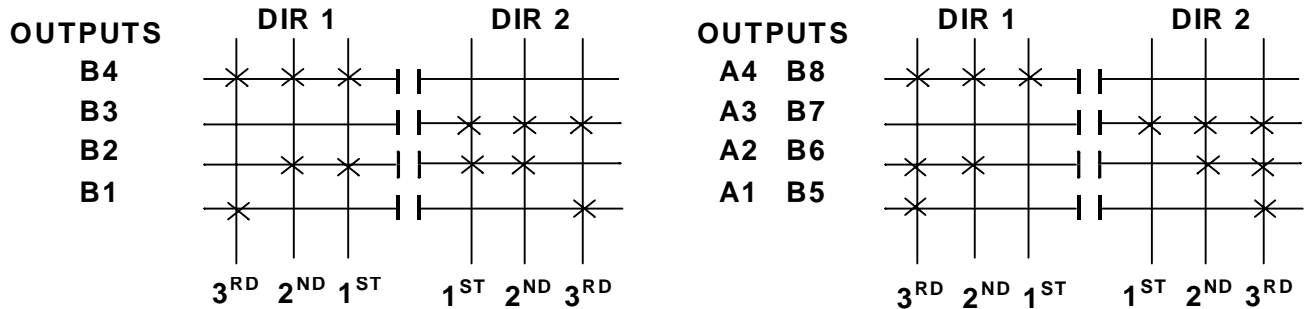 DIR 1 DIR 2
OUTPUTS
B4
B3
B2
B1
3RD 2ND 1ST 1ST 2ND 3RD
DIR 1 DIR 2
OUTPUTS
A4 B8
A3 B7
A2 B6
A1 B5
3RD 2ND 1ST 1ST 2ND 3RD